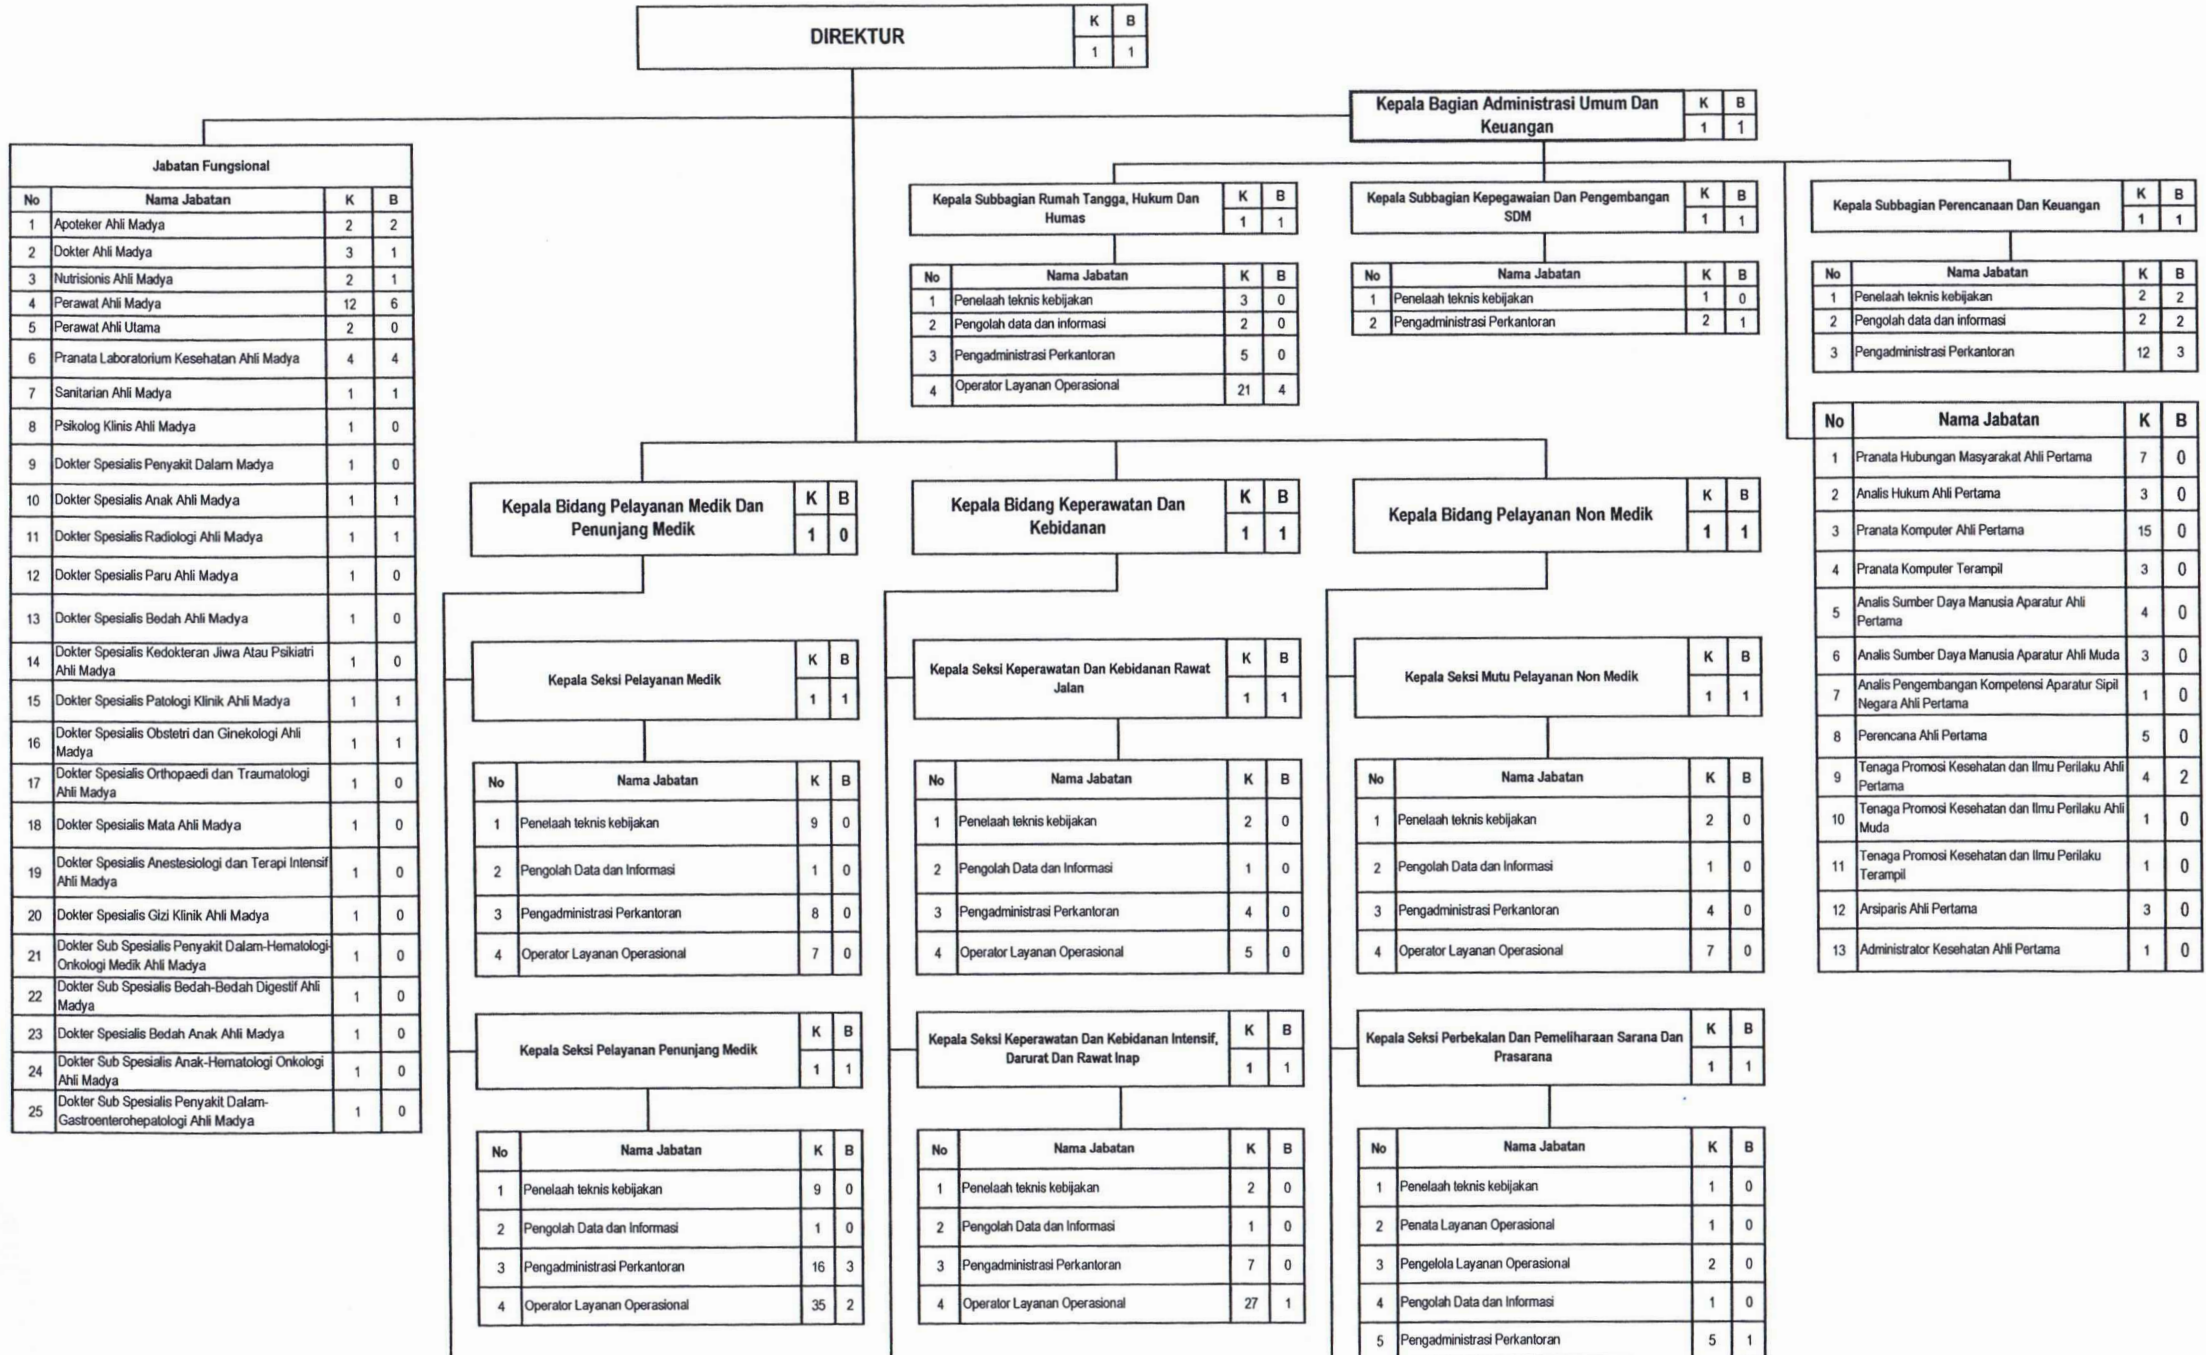 DIREKTUR
K B
1 1
Kepala Bagian Administrasi Umum Dan
Keuangan
K B
1 1
Jabatan Fungsional
No Nama Jabatan K B
1 Apoteker Ahli Madya 2 2
2 Dokter Ahli Madya 3 1
3 Nutrisionis Ahli Madya 2 1
4 Perawat Ahli Madya 12 6
5 Perawat Ahli Utama 2 0
6 Pranata Laboratorium Kesehatan Ahli Madya 4 4
7 Sanitarian Ahli Madya 1 1
8 Psikolog Klinis Ahli Madya 1 0
9 Dokter Spesialis Penyakit Dalam Madya 1 0
10 Dokter Spesialis Anak Ahli Madya 1 1
11 Dokter Spesialis Radiologi Ahli Madya 1 1
12 Dokter Spesialis Paru Ahli Madya 1 0
13 Dokter Spesialis Bedah Ahli Madya 1 0
14 Dokter Spesialis Kedokteran Jiwa Atau Psikiatri
Ahli Madya 1 0
15 Dokter Spesialis Patologi Klinik Ahli Madya 1 1
16 Dokter Spesialis Obstetri dan Ginekologi Ahli
Madya 1 1
17 Dokter Spesialis Orthopaedi dan Traumatologi
Ahli Madya 1 0
18 Dokter Spesialis Mata Ahli Madya 1 0
19 Dokter Spesialis Anestesiologi dan Terapi Intensif
Ahli Madya 1 0
20 Dokter Spesialis Gizi Klinik Ahli Madya 1 0
21 Dokter Sub Spesialis Penyakit Dalam-Hematologi-
Onkologi Medik Ahli Madya 1 0
22 Dokter Sub Spesialis Bedah-Bedah Digestif Ahli
Madya 1 0
23 Dokter Spesialis Bedah Anak Ahli Madya 1 0
24 Dokter Sub Spesialis Anak-Hematologi Onkologi
Ahli Madya 1 0
25 Dokter Sub Spesialis Penyakit Dalam-
Gastroenterohepatologi Ahli Madya 1 0
Kepala Subbagian Rumah Tangga, Hukum Dan
Humas
K B
1 1
No Nama Jabatan K B
1 Penelaah teknis kebijakan 3 0
2 Pengolah data dan informasi 2 0
3 Pengadministrasi Perkantoran 5 0
4 Operator Layanan Operasional 21 4
Kepala Subbagian Kepegawaian Dan Pengembangan
SDM
K B
1 1
No Nama Jabatan K B
1 Penelaah teknis kebijakan 1 0
2 Pengadministrasi Perkantoran 2 1
Kepala Subbagian Perencanaan Dan Keuangan
K B
1 1
No Nama Jabatan K B
1 Penelaah teknis kebijakan 2 2
2 Pengolah data dan informasi 2 2
3 Pengadministrasi Perkantoran 12 3
No Nama Jabatan K B
1 Pranata Hubungan Masyarakat Ahli Pertama 7 0
2 Analis Hukum Ahli Pertama 3 0
3 Pranata Komputer Ahli Pertama 15 0
4 Pranata Komputer Terampil 3 0
5 Analis Sumber Daya Manusia Aparatur Ahli
Pertama 4 0
6 Analis Sumber Daya Manusia Aparatur Ahli Muda 3 0
7 Analis Pengembangan Kompetensi Aparatur Sipil
Negara Ahli Pertama 1 0
8 Perencana Ahli Pertama 5 0
9 Tenaga Promosi Kesehatan dan Ilmu Perilaku Ahli
Pertama 4 2
10 Tenaga Promosi Kesehatan dan Ilmu Perilaku Ahli
Muda 1 0
11 Tenaga Promosi Kesehatan dan Ilmu Perilaku
Terampil 1 0
12 Arsiparis Ahli Pertama 3 0
13 Administrator Kesehatan Ahli Pertama 1 0
Kepala Bidang Pelayanan Medik Dan
Penunjang Medik
K B
1 0
Kepala Seksi Pelayanan Medik
K B
1 1
No Nama Jabatan K B
1 Penelaah teknis kebijakan 9 0
2 Pengolah Data dan Informasi 1 0
3 Pengadministrasi Perkantoran 8 0
4 Operator Layanan Operasional 7 0
Kepala Seksi Pelayanan Penunjang Medik
K B
1 1
No Nama Jabatan K B
1 Penelaah teknis kebijakan 9 0
2 Pengolah Data dan Informasi 1 0
3 Pengadministrasi Perkantoran 16 3
4 Operator Layanan Operasional 35 2
Kepala Bidang Keperawatan Dan
Kebidanan
K B
1 1
Kepala Seksi Keperawatan Dan Kebidanan Rawat
Jalan
K B
1 1
No Nama Jabatan K B
1 Penelaah teknis kebijakan 2 0
2 Pengolah Data dan Informasi 1 0
3 Pengadministrasi Perkantoran 4 0
4 Operator Layanan Operasional 5 0
Kepala Seksi Keperawatan Dan Kebidanan Intensif,
Darurat Dan Rawat Inap
K B
1 1
No Nama Jabatan K B
1 Penelaah teknis kebijakan 2 0
2 Pengolah Data dan Informasi 1 0
3 Pengadministrasi Perkantoran 7 0
4 Operator Layanan Operasional 27 1
Kepala Bidang Pelayanan Non Medik
K B
1 1
Kepala Seksi Mutu Pelayanan Non Medik
K B
1 1
No Nama Jabatan K B
1 Penelaah teknis kebijakan 2 0
2 Pengolah Data dan Informasi 1 0
3 Pengadministrasi Perkantoran 4 0
4 Operator Layanan Operasional 7 0
Kepala Seksi Perbekalan Dan Pemeliharaan Sarana Dan
Prasarana
K B
1 1
No Nama Jabatan K B
1 Penelaah teknis kebijakan 1 0
2 Penata Layanan Operasional 1 0
3 Pengelola Layanan Operasional 2 0
4 Pengolah Data dan Informasi 1 0
5 Pengadministrasi Perkantoran 5 1